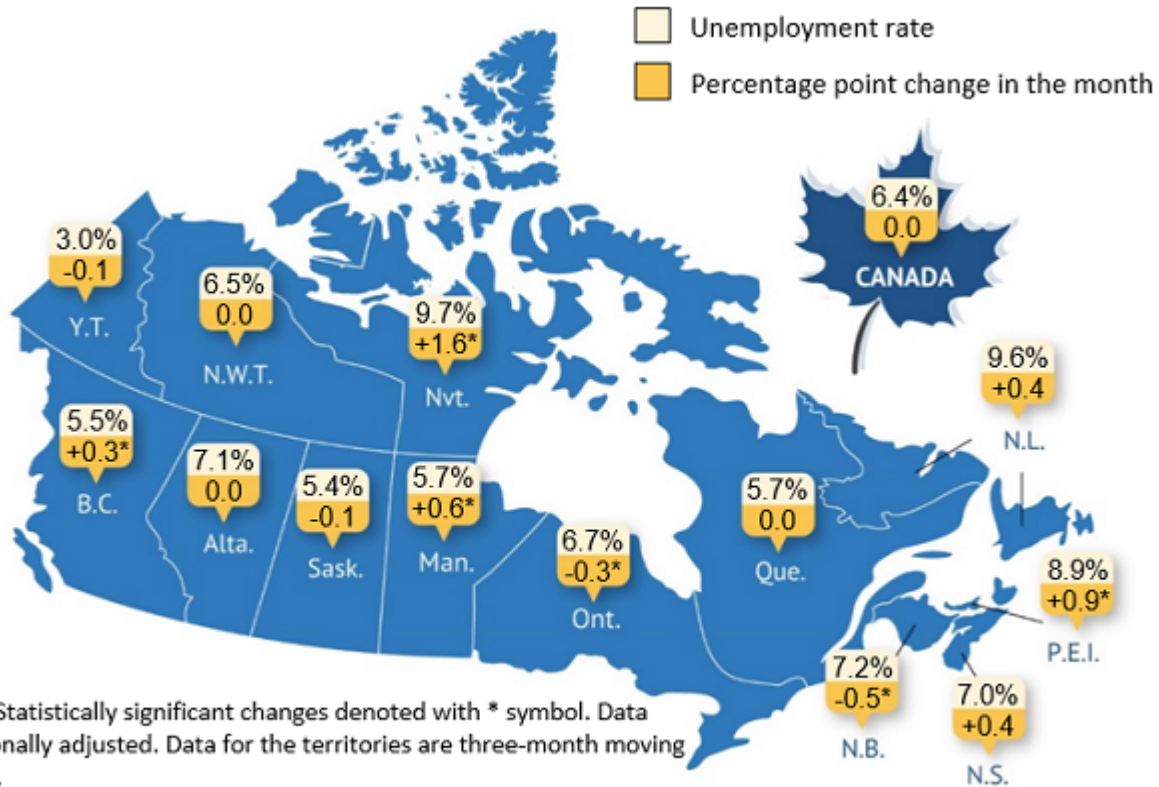 Unemployment rate
Percentage point change in the month
6.4%
0.0
CANADA
3.0%
-0.1
Y.T.
6.5%
0.0
N.W.T.
9.7%
+1.6*
Nvt.
9.6%
+0.4
N.L.
5.5%
+0.3*
B.C.
7.1%
0.0
Alta.
5.4%
-0.1
Sask.
5.7%
+0.6*
Man.
6.7%
-0.3*
Ont.
5.7%
0.0
Que.
8.9%
+0.9*
P.E.I.
7.2%
-0.5*
N.B.
7.0%
+0.4
N.S.
Statistically significant changes denoted with * symbol. Data
onally adjusted. Data for the territories are three-month moving